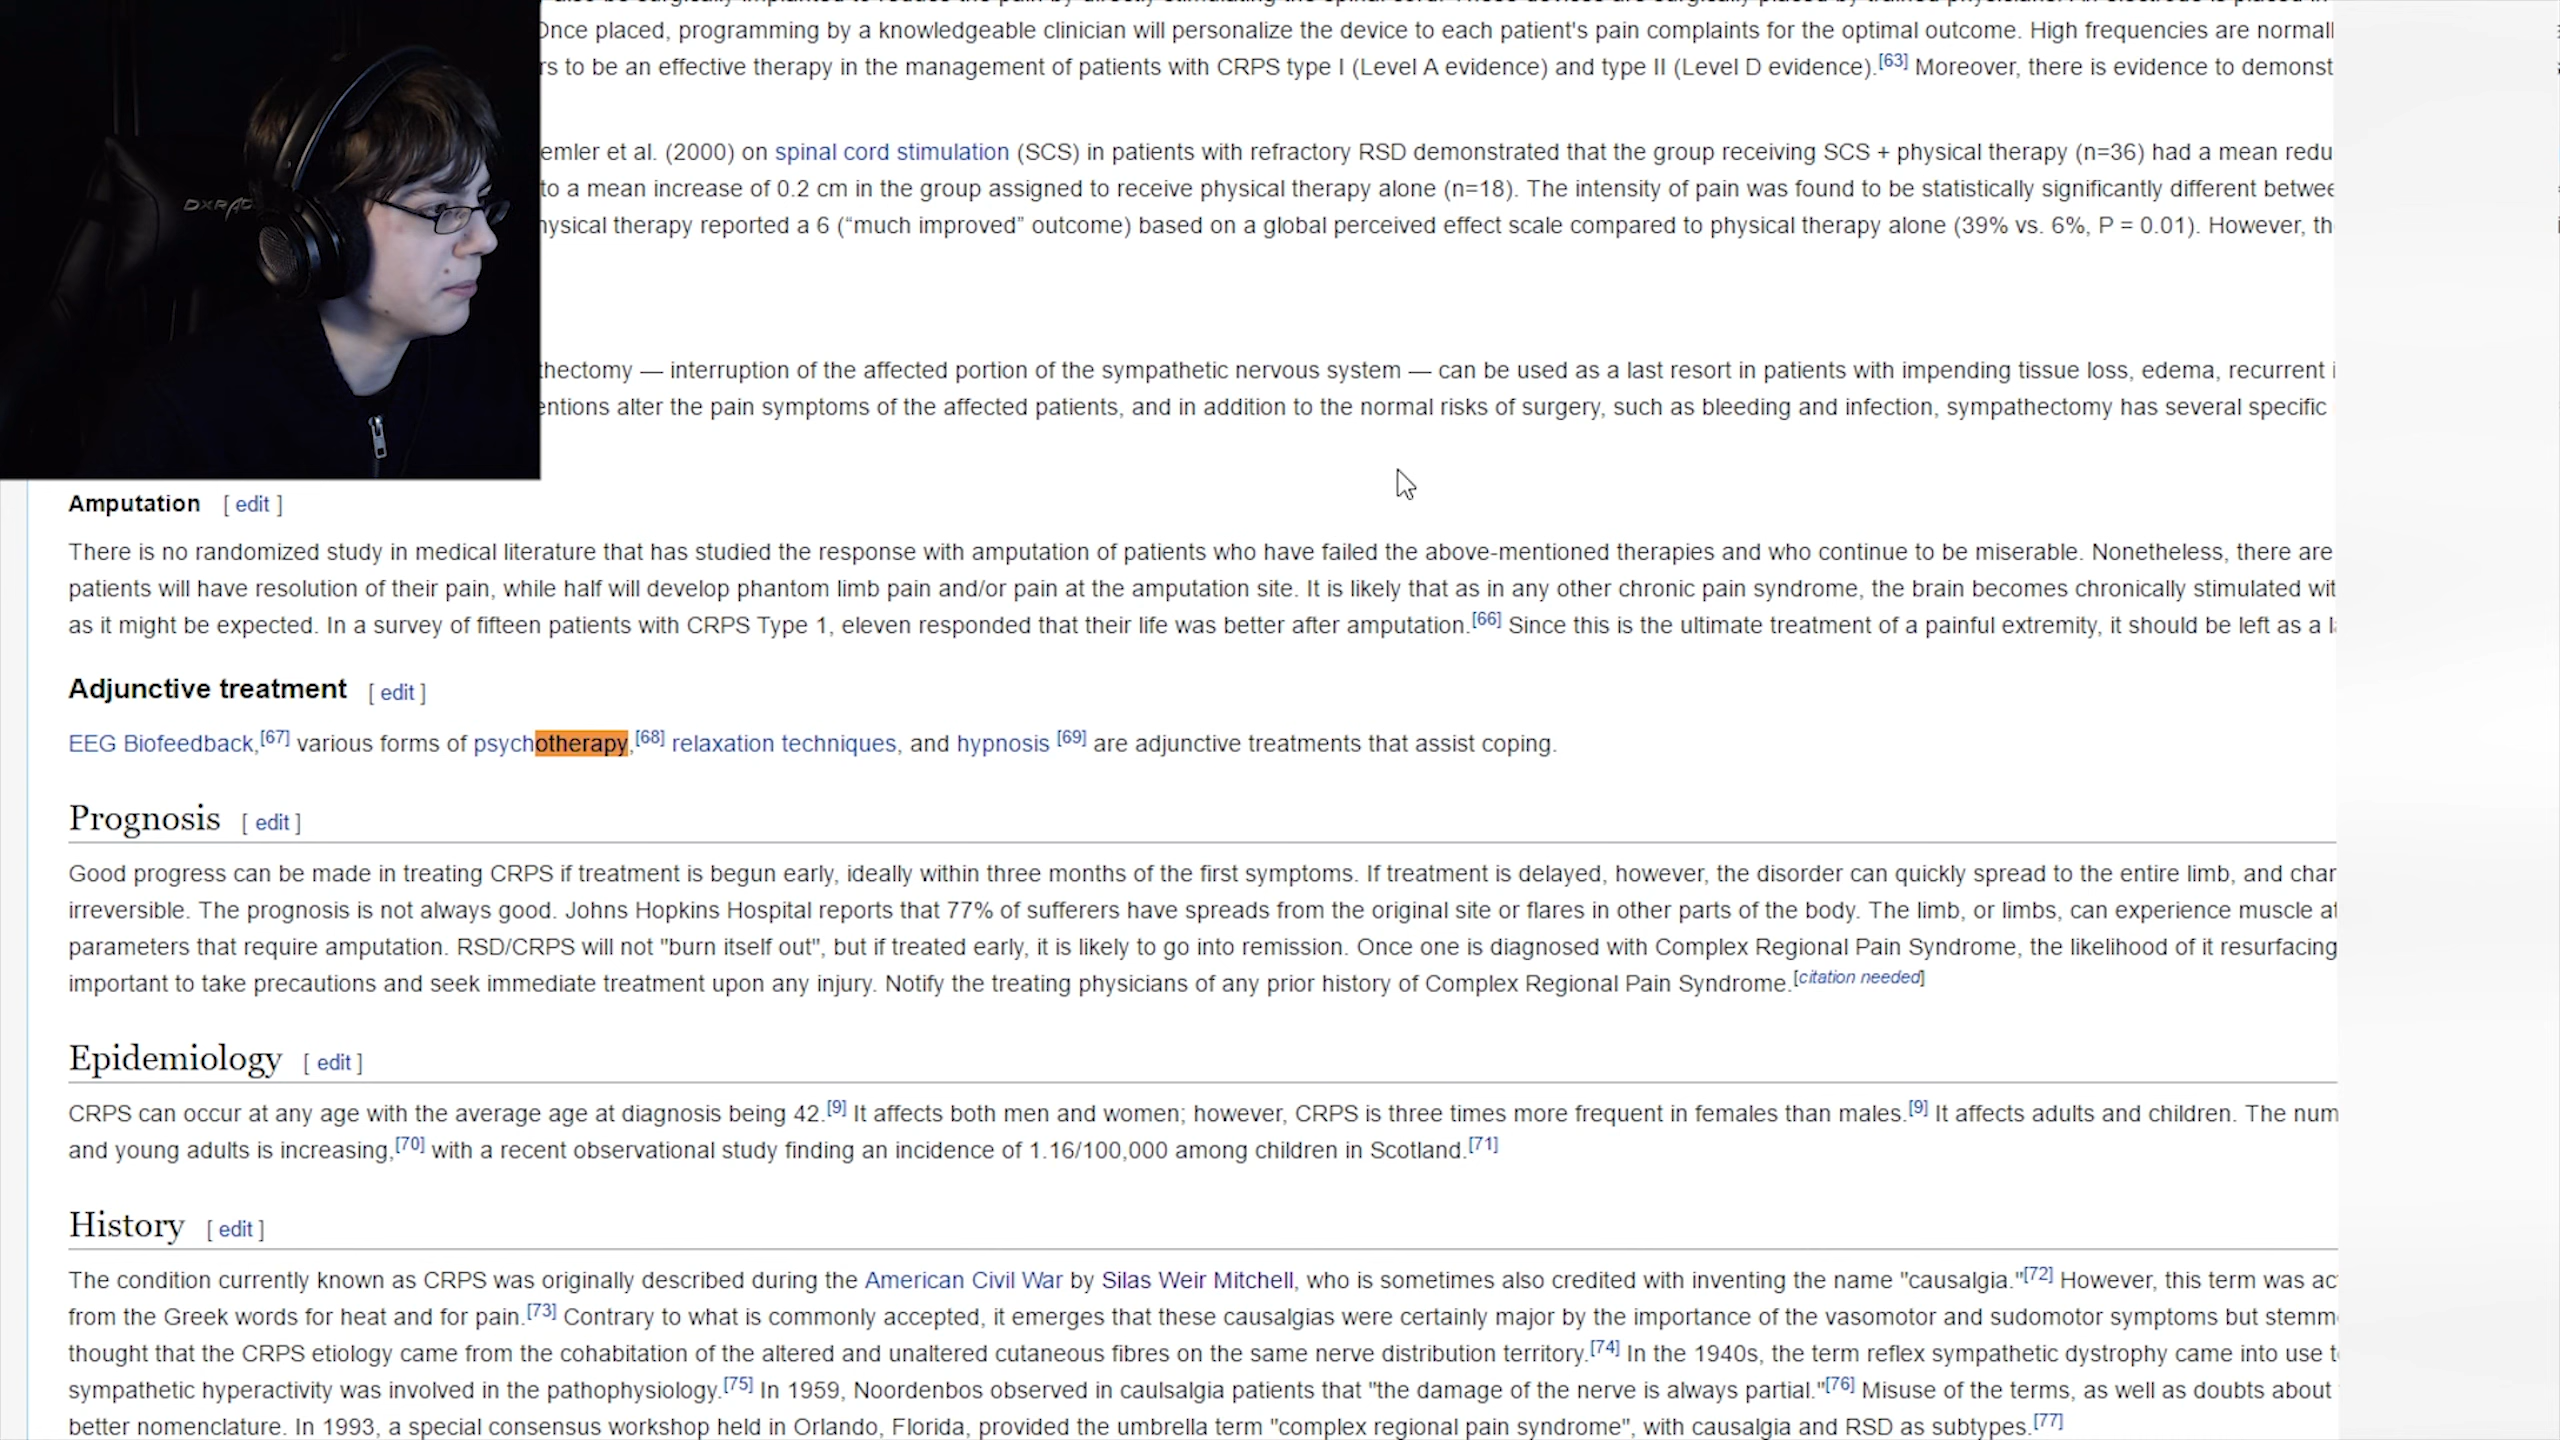 Once placed, programming by a knowledgeable clinician will personalize the device to each patient's pain complaints for the optimal outcome. High frequencies are normall
rs to be an effective therapy in the management of patients with CRPS type I (Level A evidence) and type II (Level D evidence).[63] Moreover, there is evidence to demonst
emler et al. (2000) on spinal cord stimulation (SCS) in patients with refractory RSD demonstrated that the group receiving SCS + physical therapy (n=36) had a mean redu
to a mean increase of 0.2 cm in the group assigned to receive physical therapy alone (n=18). The intensity of pain was found to be statistically significantly different betwee
hysical therapy reported a 6 (“much improved” outcome) based on a global perceived effect scale compared to physical therapy alone (39% vs. 6%, P = 0.01). However, th
DXRAC
thectomy — interruption of the affected portion of the sympathetic nervous system — can be used as a last resort in patients with impending tissue loss, edema, recurrent i
entions alter the pain symptoms of the affected patients, and in addition to the normal risks of surgery, such as bleeding and infection, sympathectomy has several specific
Amputation [ edit ]
There is no randomized study in medical literature that has studied the response with amputation of patients who have failed the above-mentioned therapies and who continue to be miserable. Nonetheless, there are
patients will have resolution of their pain, while half will develop phantom limb pain and/or pain at the amputation site. It is likely that as in any other chronic pain syndrome, the brain becomes chronically stimulated wit
as it might be expected. In a survey of fifteen patients with CRPS Type 1, eleven responded that their life was better after amputation.[66] Since this is the ultimate treatment of a painful extremity, it should be left as a l
Adjunctive treatment [ edit ]
EEG Biofeedback,[67] various forms of psychotherapy,[68] relaxation techniques, and hypnosis [69] are adjunctive treatments that assist coping.
Prognosis [ edit ]
Good progress can be made in treating CRPS if treatment is begun early, ideally within three months of the first symptoms. If treatment is delayed, however, the disorder can quickly spread to the entire limb, and char
irreversible. The prognosis is not always good. Johns Hopkins Hospital reports that 77% of sufferers have spreads from the original site or flares in other parts of the body. The limb, or limbs, can experience muscle at
parameters that require amputation. RSD/CRPS will not "burn itself out", but if treated early, it is likely to go into remission. Once one is diagnosed with Complex Regional Pain Syndrome, the likelihood of it resurfacing
important to take precautions and seek immediate treatment upon any injury. Notify the treating physicians of any prior history of Complex Regional Pain Syndrome.[citation needed]
Epidemiology [ edit ]
CRPS can occur at any age with the average age at diagnosis being 42.[9] It affects both men and women; however, CRPS is three times more frequent in females than males.[9] It affects adults and children. The num
and young adults is increasing,[70] with a recent observational study finding an incidence of 1.16/100,000 among children in Scotland.[71]
History [ edit ]
The condition currently known as CRPS was originally described during the American Civil War by Silas Weir Mitchell, who is sometimes also credited with inventing the name "causalgia."[72] However, this term was ac
from the Greek words for heat and for pain.[73] Contrary to what is commonly accepted, it emerges that these causalgias were certainly major by the importance of the vasomotor and sudomotor symptoms but stemm
thought that the CRPS etiology came from the cohabitation of the altered and unaltered cutaneous fibres on the same nerve distribution territory.[74] In the 1940s, the term reflex sympathetic dystrophy came into use t
sympathetic hyperactivity was involved in the pathophysiology.[75] In 1959, Noordenbos observed in caulsalgia patients that "the damage of the nerve is always partial."[76] Misuse of the terms, as well as doubts about
better nomenclature. In 1993, a special consensus workshop held in Orlando, Florida, provided the umbrella term "complex regional pain syndrome", with causalgia and RSD as subtypes.[77]